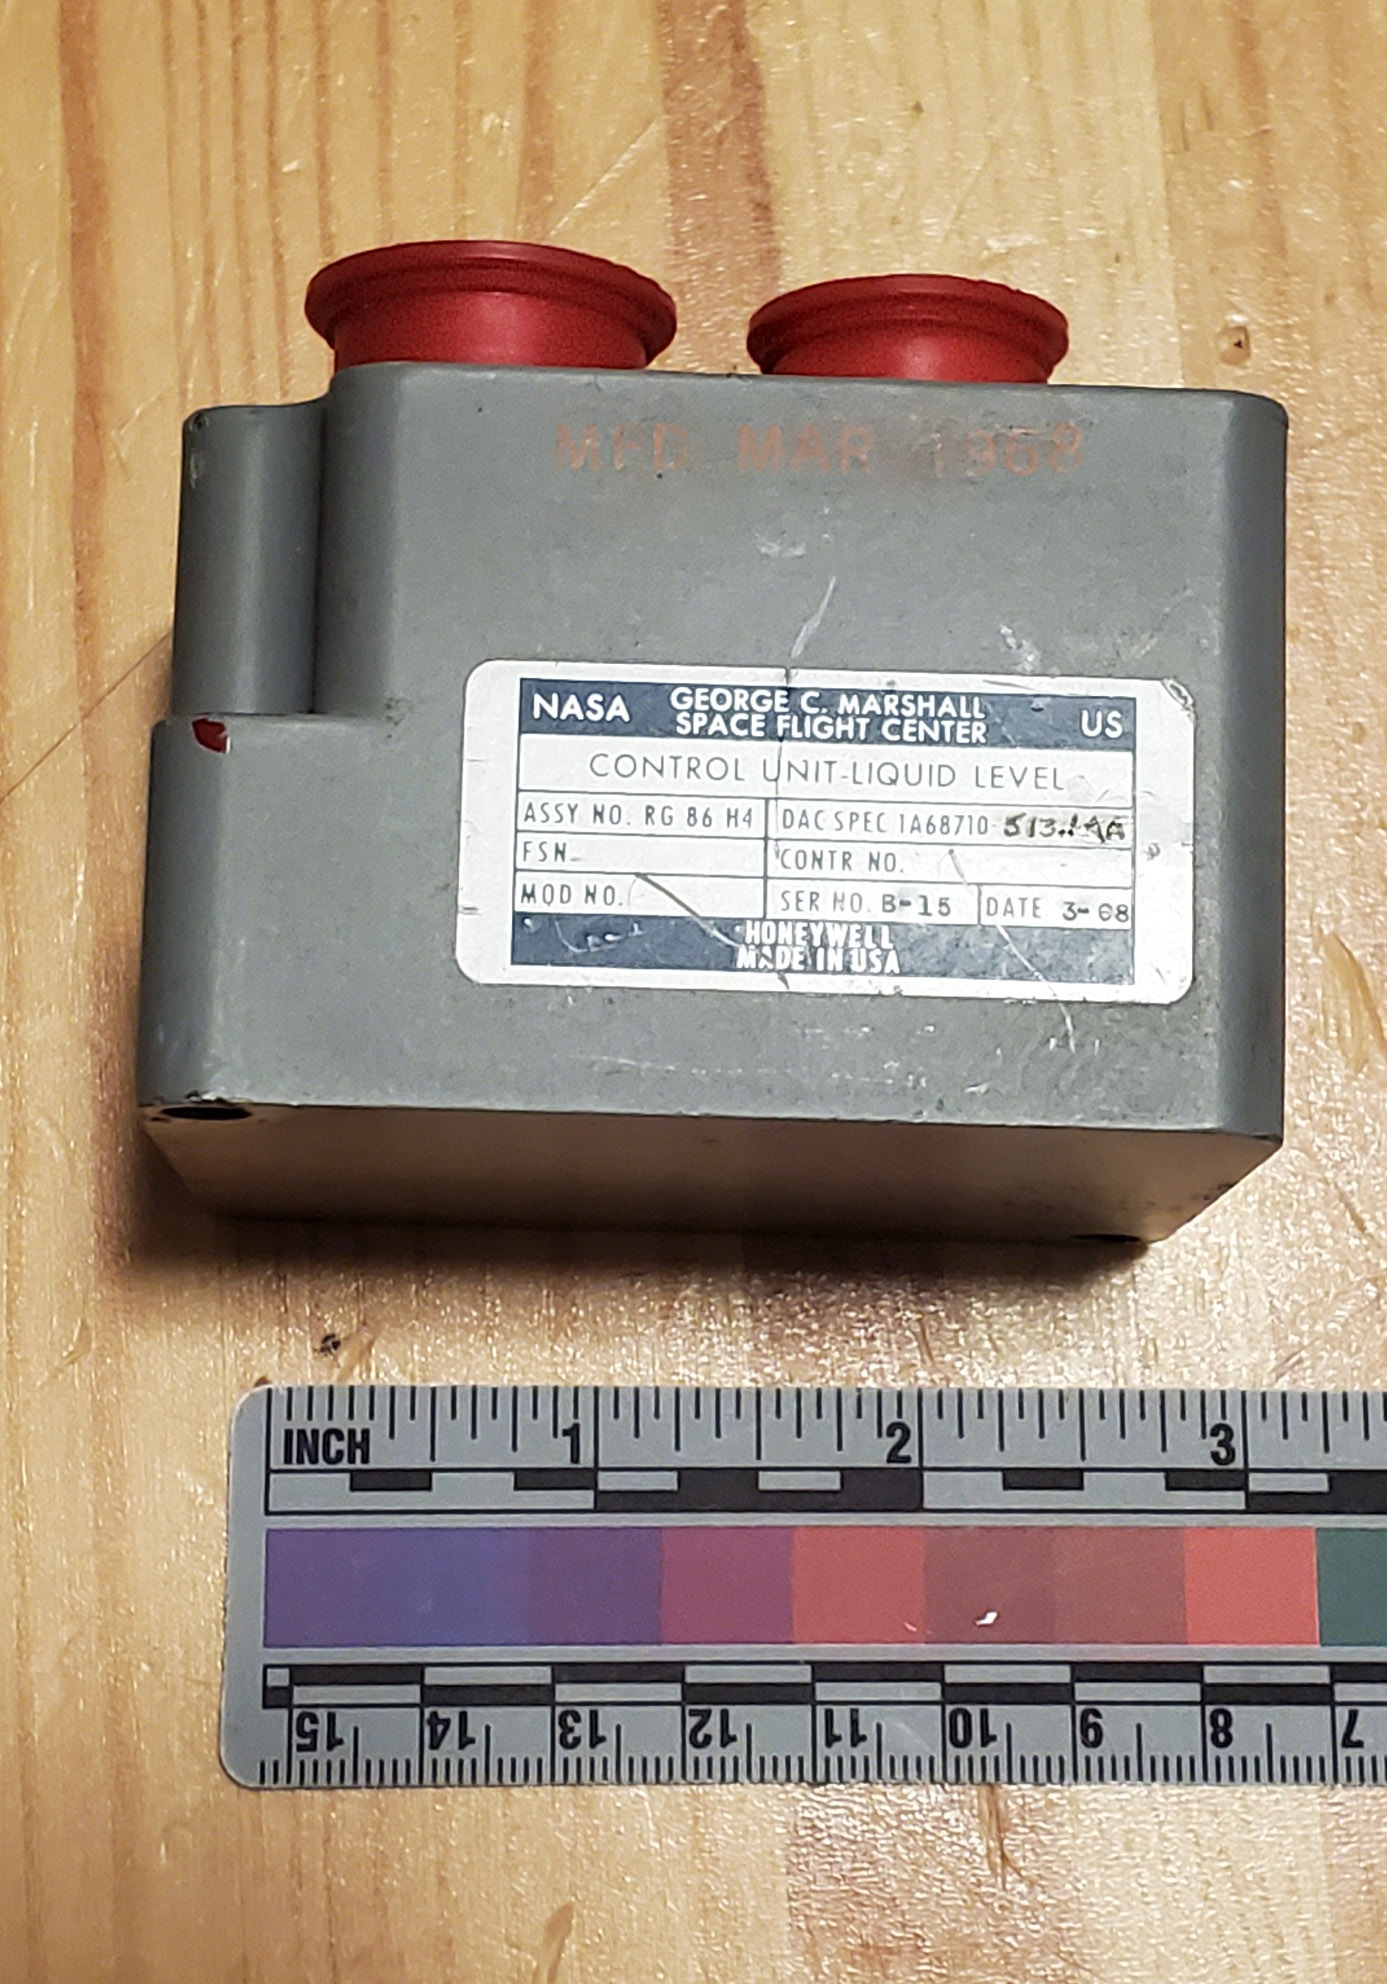 MFD MAR 1968
NASA GEORGE C. MARSHALL SPACE FLIGHT CENTER US
CONTROL UNIT-LIQUID LEVEL
ASSY NO. RG 86 H4 DAC SPEC 1A68710-513
FSN CONTR NO.
MOD NO. SER NO. B-15 DATE 3-68
HONEYWELL
MADE IN USA
INCH 1 2 3
15 14 13 12 11 10 9 8 7